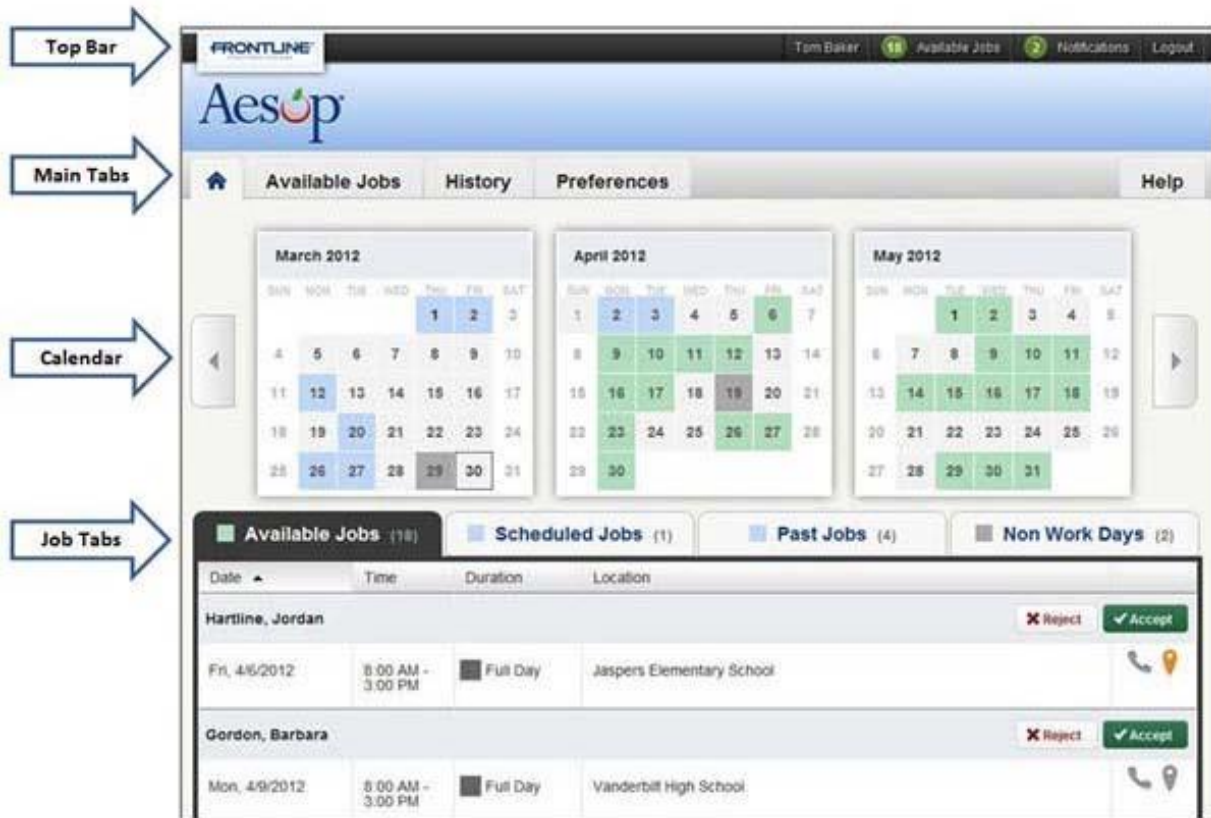 Top Bar
FRONTLINE
Tom Baker 18 Available Jobs 2 Notifications Logout
Aesop
Main Tabs
Available Jobs History Preferences Help
Calendar
March 2012
SUN MON TUE WED THU FRI SAT
1 2 3
4 5 6 7 8 9 10
11 12 13 14 15 16 17
18 19 20 21 22 23 24
25 26 27 28 29 30 31
April 2012
SUN MON TUE WED THU FRI SAT
1 2 3 4 5 6 7
8 9 10 11 12 13 14
15 16 17 18 19 20 21
22 23 24 25 26 27 28
29 30
May 2012
SUN MON TUE WED THU FRI SAT
1 2 3 4 5
6 7 8 9 10 11 12
13 14 15 16 17 18 19
20 21 22 23 24 25 26
27 28 29 30 31
Job Tabs
Available Jobs (18) Scheduled Jobs (1) Past Jobs (4) Non Work Days (2)
Date Time Duration Location
Hartline, Jordan Reject Accept
Fri, 4/6/2012 8:00 AM - Full Day Jaspers Elementary School
3:00 PM
Gordon, Barbara Reject Accept
Mon, 4/9/2012 8:00 AM - Full Day Vanderbilt High School
3:00 PM